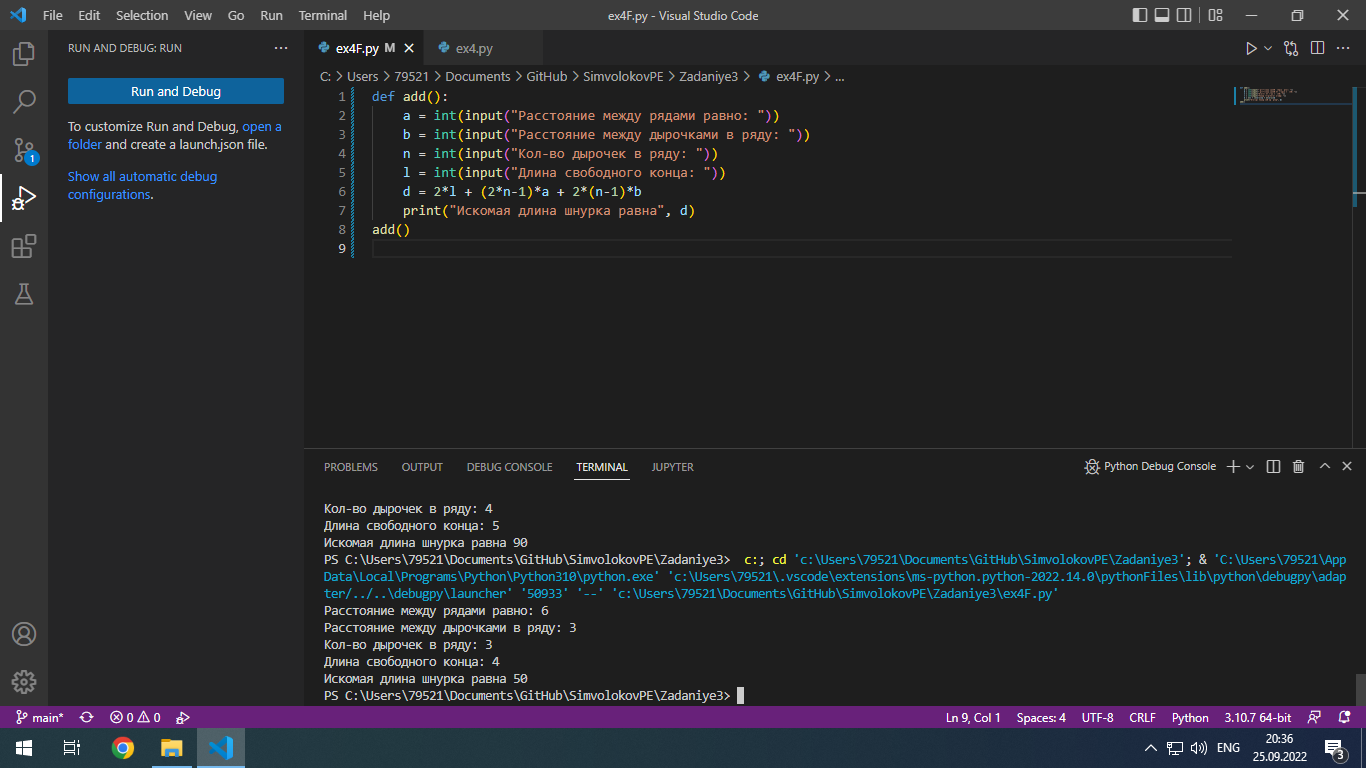 File Edit Selection View Go Run Terminal Help ex4F.py - Visual Studio Code
RUN AND DEBUG: RUN
ex4F.py M
ex4.py
C: > Users > 79521 > Documents > GitHub > SimvolokovPE > Zadaniye3 > ex4F.py > ...
Run and Debug
To customize Run and Debug, open a
folder and create a launch.json file.
Show all automatic debug
configurations.
1 def add():
2 a = int(input("Расстояние между рядами равно: "))
3 b = int(input("Расстояние между дырочками в ряду: "))
4 n = int(input("Кол-во дырочек в ряду: "))
5 l = int(input("Длина свободного конца: "))
6 d = 2*l + (2*n-1)*a + 2*(n-1)*b
7 print("Искомая длина шнурка равна", d)
8 add()
9
PROBLEMS OUTPUT DEBUG CONSOLE TERMINAL JUPYTER
Python Debug Console
Кол-во дырочек в ряду: 4
Длина свободного конца: 5
Искомая длина шнурка равна 90
PS C:\Users\79521\Documents\GitHub\SimvolokovPE\Zadaniye3> c:; cd 'c:\Users\79521\Documents\GitHub\SimvolokovPE\Zadaniye3'; & 'C:\Users\79521\App
Data\Local\Programs\Python\Python310\python.exe' 'c:\Users\79521\.vscode\extensions\ms-python.python-2022.14.0\pythonFiles\lib\python\debugpy\adap
ter/../..\debugpy\launcher' '50933' '--' 'c:\Users\79521\Documents\GitHub\SimvolokovPE\Zadaniye3\ex4F.py'
Расстояние между рядами равно: 6
Расстояние между дырочками в ряду: 3
Кол-во дырочек в ряду: 3
Длина свободного конца: 4
Искомая длина шнурка равна 50
PS C:\Users\79521\Documents\GitHub\SimvolokovPE\Zadaniye3>
1
main* 0 0 Ln 9, Col 1 Spaces: 4 UTF-8 CRLF Python 3.10.7 64-bit
ENG
20:36
25.09.2022
3